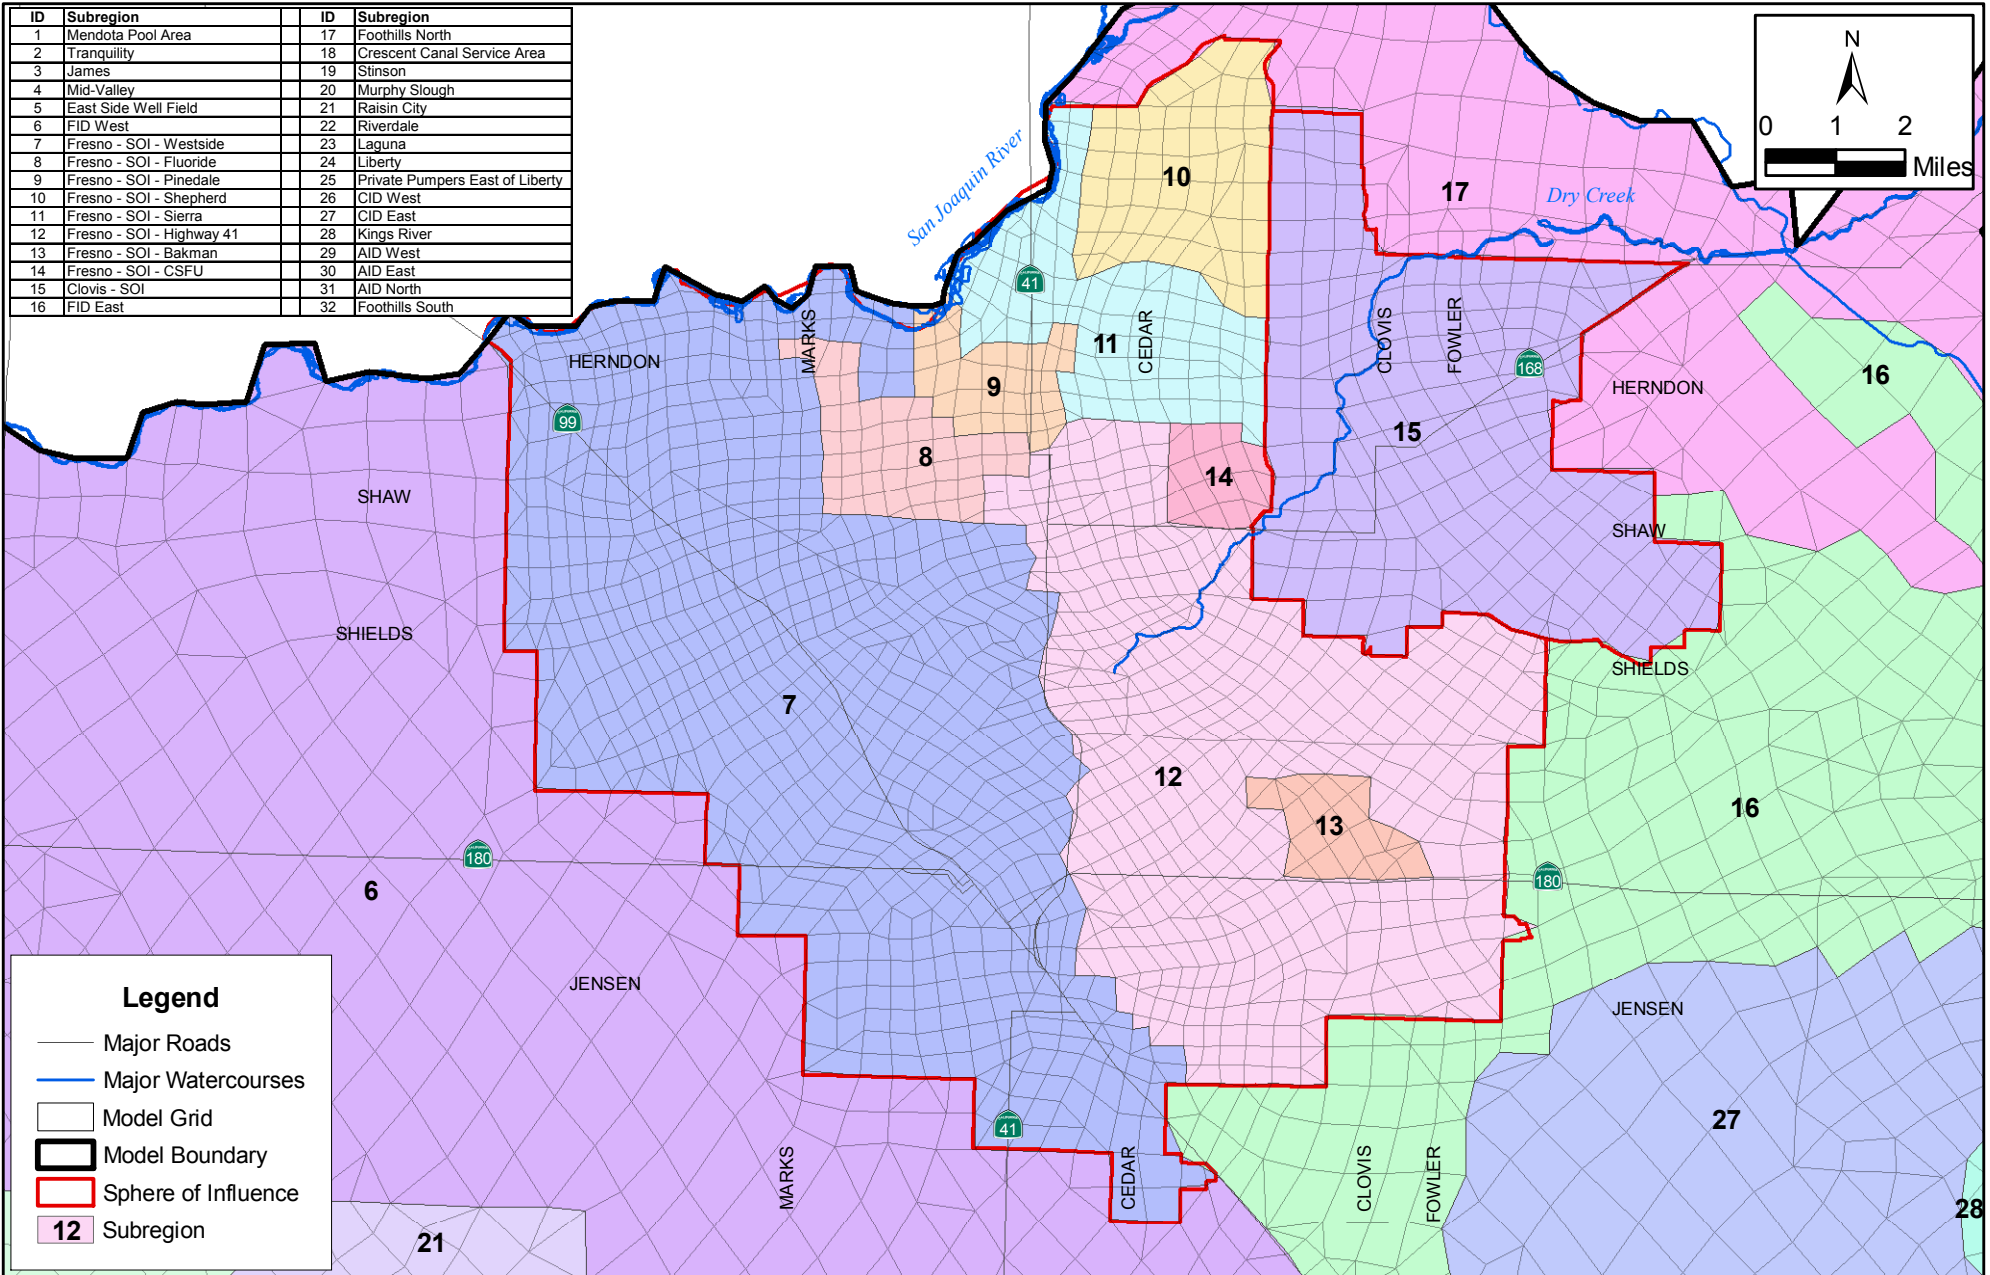 ID Subregion ID Subregion
1 Mendota Pool Area 17 Foothills North
2 Tranquility 18 Crescent Canal Service Area
3 James 19 Stinson
4 Mid-Valley 20 Murphy Slough
5 East Side Well Field 21 Raisin City
6 FID West 22 Riverdale
7 Fresno - SOI - Westside 23 Laguna
8 Fresno - SOI - Fluoride 24 Liberty
9 Fresno - SOI - Pinedale 25 Private Pumpers East of Liberty
10 Fresno - SOI - Shepherd 26 CID West
11 Fresno - SOI - Sierra 27 CID East
12 Fresno - SOI - Highway 41 28 Kings River
13 Fresno - SOI - Bakman 29 AID West
14 Fresno - SOI - CSFU 30 AID East
15 Clovis - SOI 31 AID North
16 FID East 32 Foothills South
N
0 1 2
Miles
San Joaquin River
Dry Creek
10
17
41
11
CEDAR
MARKS
HERNDON
CLOVIS
FOWLER
168
HERNDON
16
9
99
15
8
14
SHAW
SHAW
SHIELDS
SHIELDS
7
12
13
16
180
180
6
JENSEN
JENSEN
27
41
MARKS
CEDAR
CLOVIS
FOWLER
28
21
Legend
Major Roads
Major Watercourses
Model Grid
Model Boundary
Sphere of Influence
12 Subregion